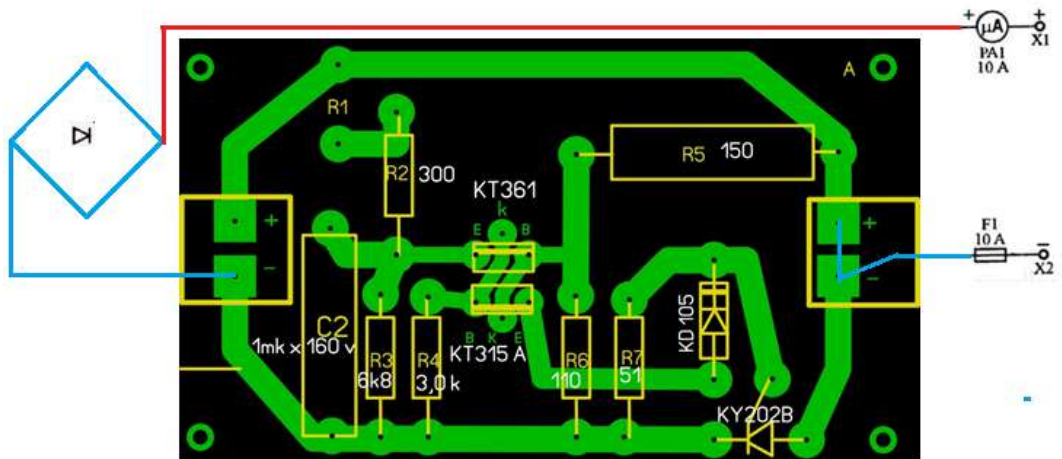 + μA +
PA1
10 A
X1
A
R1
R2 300
R5 150
KT361
k
E B
+ −
+ −
F1
10 A
−
X2
C2
1mk x 160 v
R3
6k8
R4
3,0 k
B K E
KT315 A
R6
110
R7
51
KD 105
KY202B